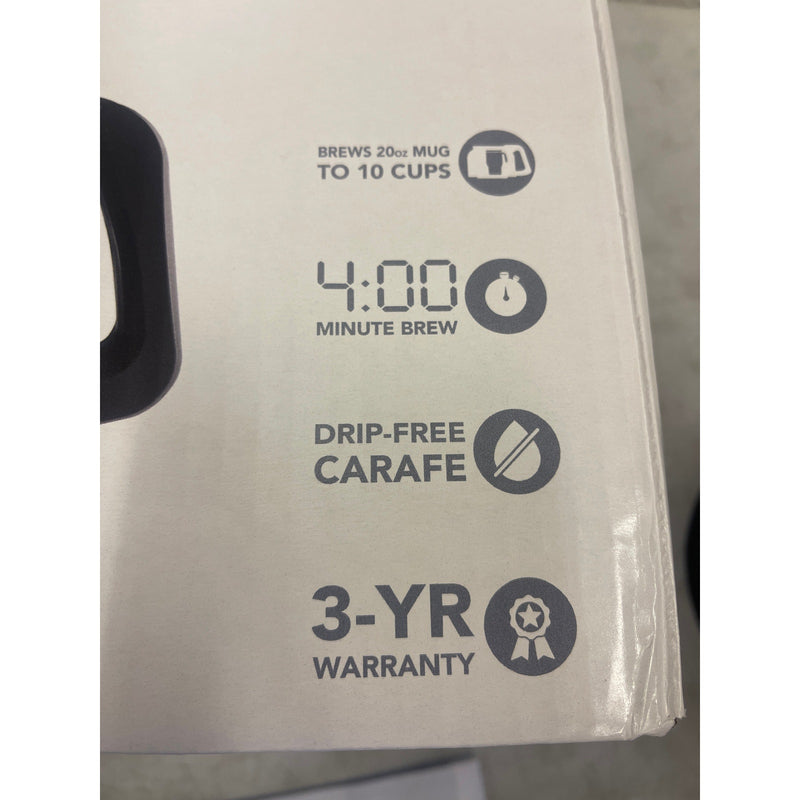 BREWS 20oz MUG
TO 10 CUPS
4:00
MINUTE BREW
DRIP-FREE
CARAFE
3-YR
WARRANTY